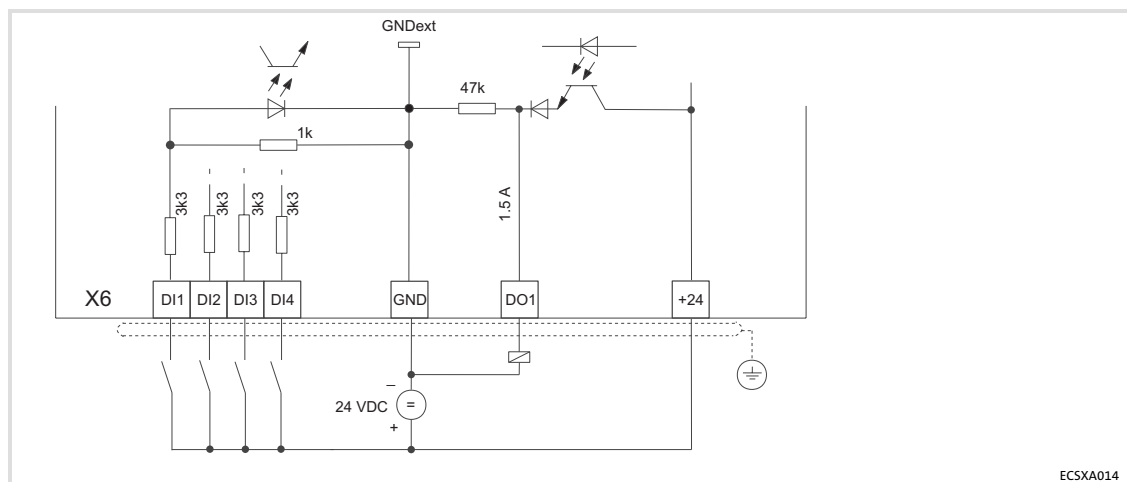 GNDext
47k
1k
3k3
3k3
3k3
1.5 A
X6
DI1
DI2
DI3
DI4
GND
DO1
+24
–
24 VDC
=
+
ECSXA014